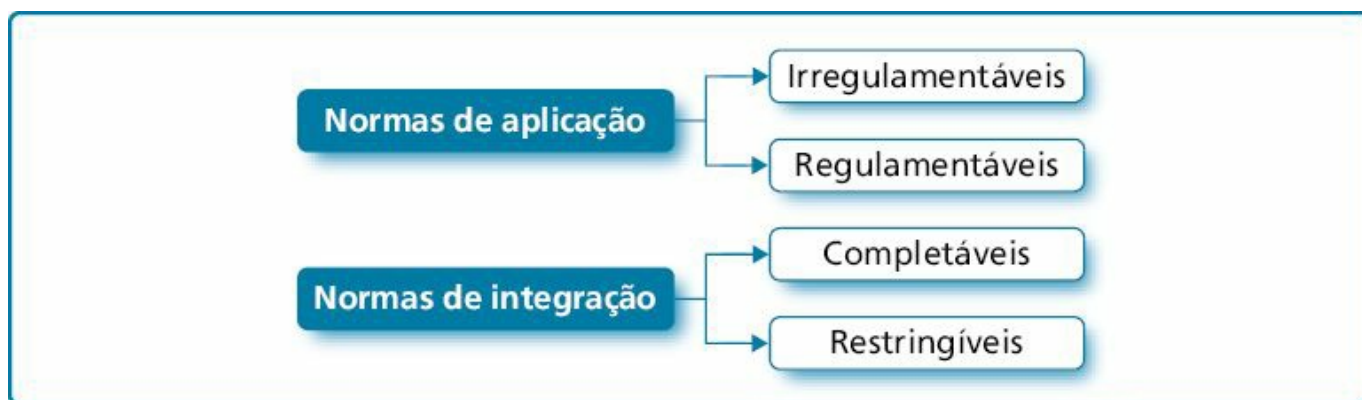 Normas de aplicação
Irregulamentáveis
Regulamentáveis
Normas de integração
Completáveis
Restringíveis